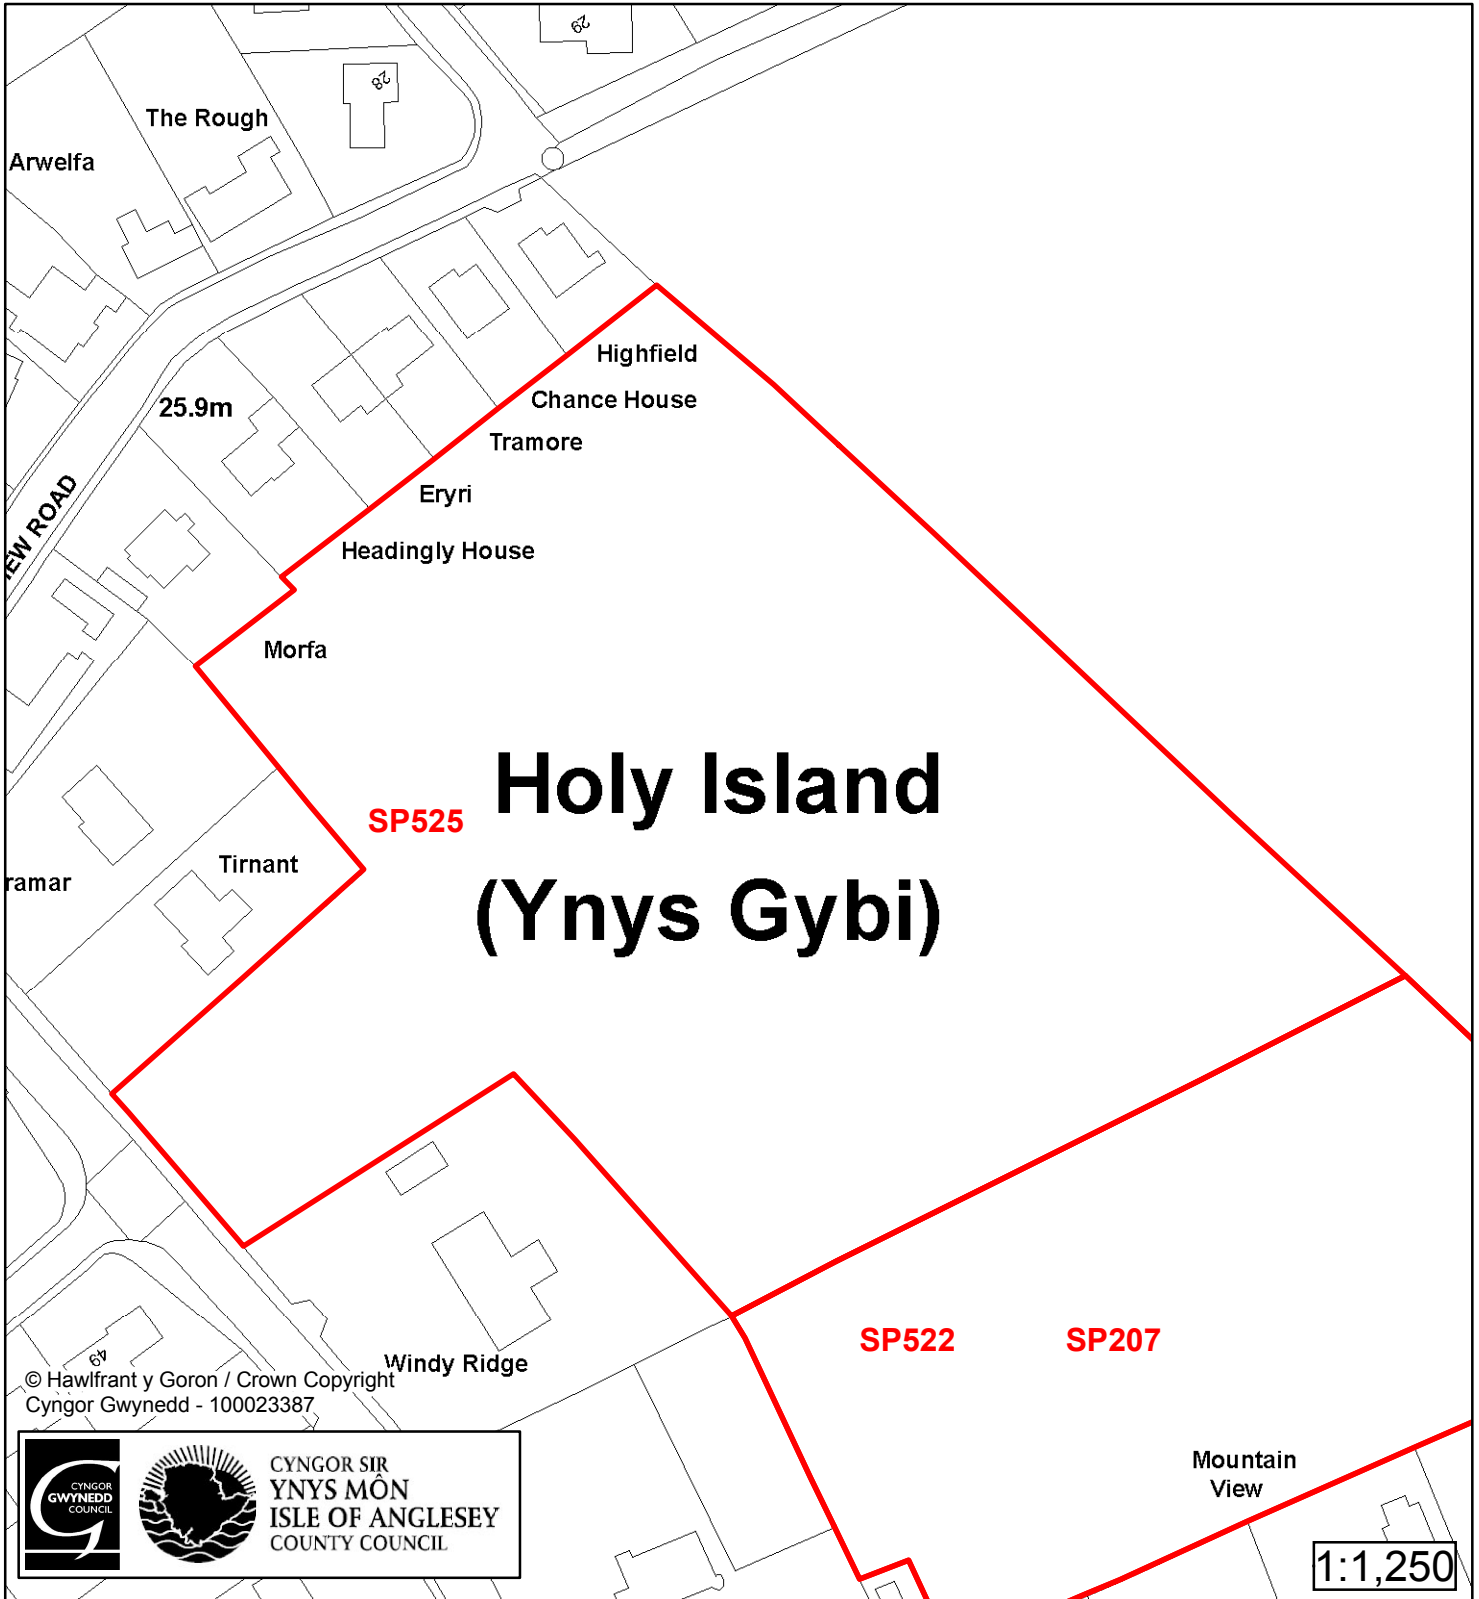 29
28
The Rough
Arwelfa
Highfield
25.9m
Chance House
Tramore
IEW ROAD
Eryri
Headingly House
Morfa
Holy Island
(Ynys Gybi)
SP525
Tirnant
ramar
SP522
SP207
49
Windy Ridge
© Hawlfrant y Goron / Crown Copyright
Cyngor Gwynedd - 100023387
CYNGOR
GWYNEDD
COUNCIL
CYNGOR SIR
YNYS MÔN
ISLE OF ANGLESEY
COUNTY COUNCIL
Mountain
View
1:1,250